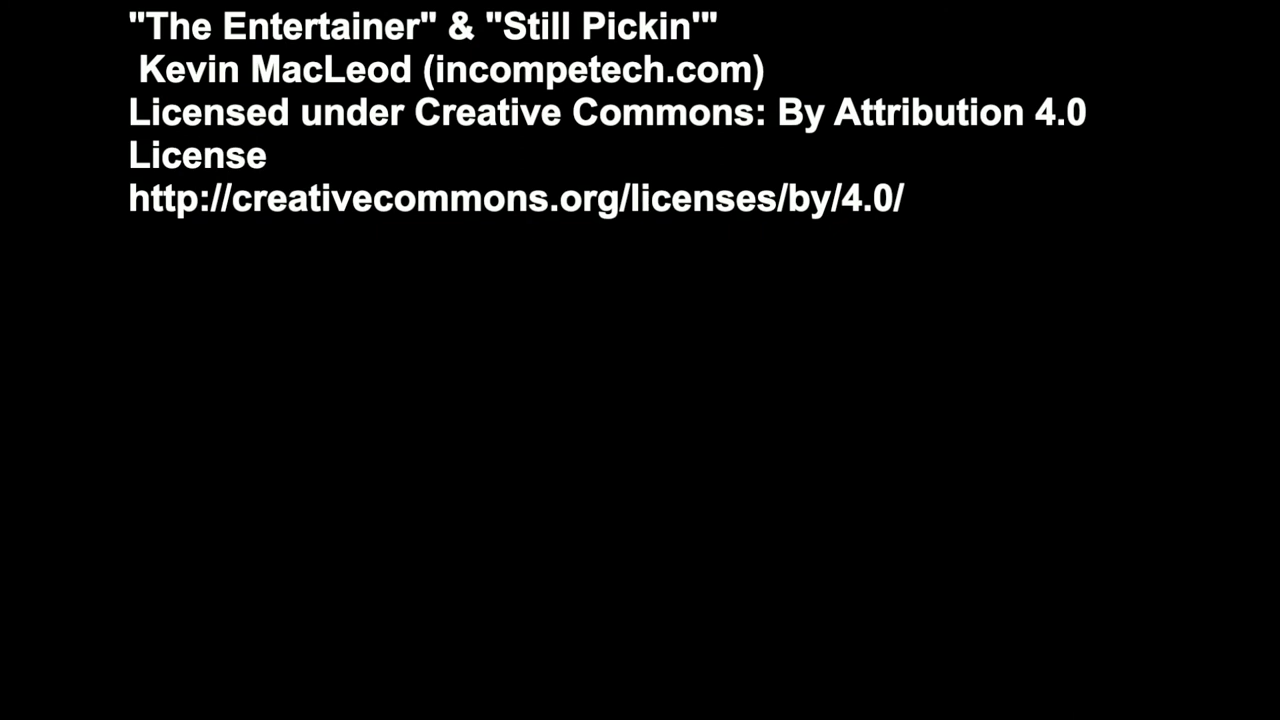 "The Entertainer" & "Still Pickin'"
Kevin MacLeod (incompetech.com)
Licensed under Creative Commons: By Attribution 4.0
License
http://creativecommons.org/licenses/by/4.0/